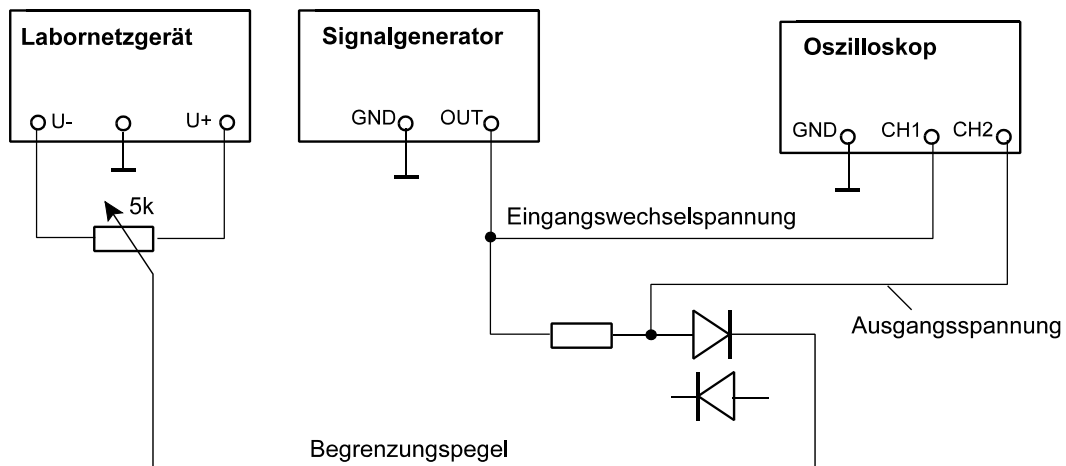 Labornetzgerät
U-
U+
5k
Signalgenerator
GND
OUT
Oszilloskop
GND
CH1
CH2
Eingangswechselspannung
Ausgangsspannung
Begrenzungspegel